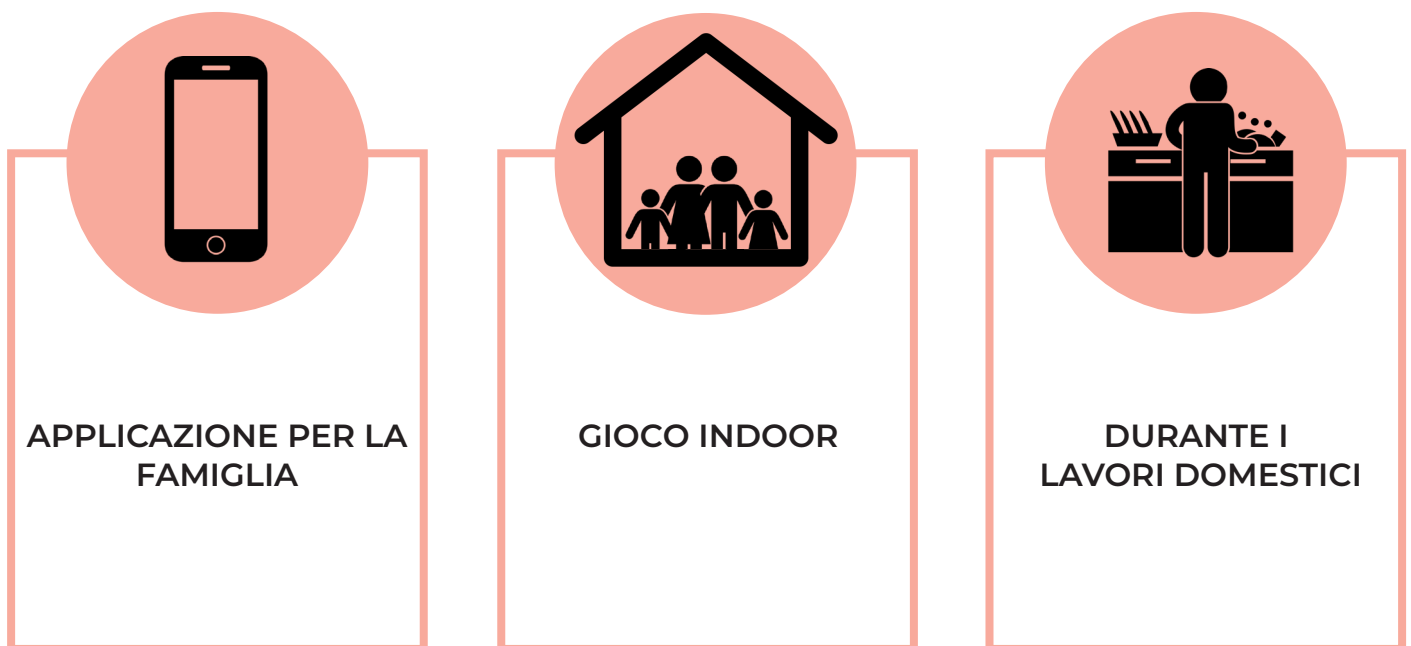 APPLICAZIONE PER LA
FAMIGLIA
GIOCO INDOOR
DURANTE I
LAVORI DOMESTICI